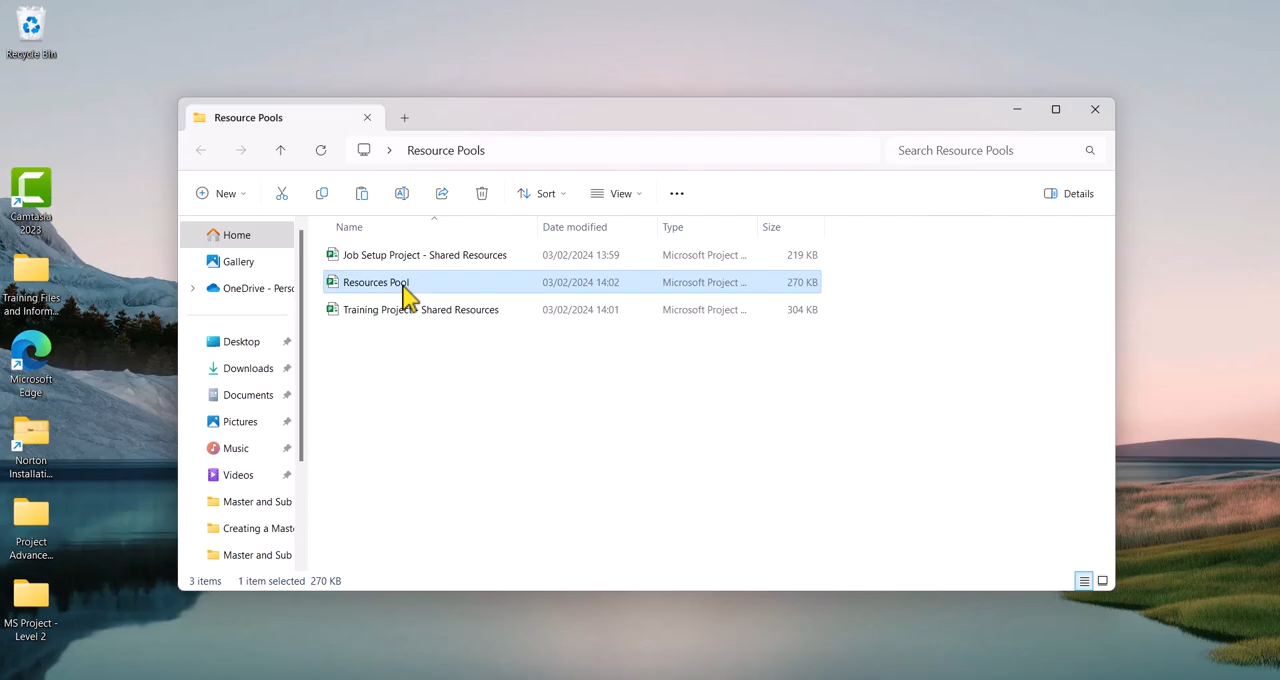 Recycle Bin
Camtasia
2023
Training Files
and Inform...
Microsoft
Edge
Norton
Installati...
Project
Advance...
MS Project -
Level 2
Resource Pools
Resource Pools
Search Resource Pools
New
Sort
View
Details
Home
Gallery
OneDrive - Perso
Desktop
Downloads
Documents
Pictures
Music
Videos
Master and Sub
Creating a Maste
Master and Sub
Name Date modified Type Size
Job Setup Project - Shared Resources 03/02/2024 13:59 Microsoft Project ... 219 KB
Resources Pool 03/02/2024 14:02 Microsoft Project ... 270 KB
Training Project - Shared Resources 03/02/2024 14:01 Microsoft Project ... 304 KB
3 items 1 item selected 270 KB